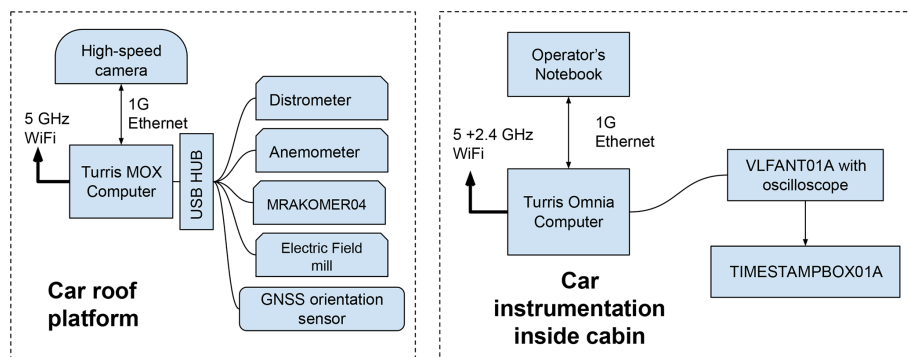 High-speed
camera
1G
Ethernet
5 GHz
WiFi
Turris MOX
Computer
USB HUB
Distrometer
Anemometer
MRAKOMER04
Electric Field
mill
GNSS orientation
sensor
Car roof
platform
Operator's
Notebook
1G
Ethernet
5 +2.4 GHz
WiFi
Turris Omnia
Computer
VLFANT01A with
oscilloscope
TIMESTAMPBOX01A
Car
instrumentation
inside cabin